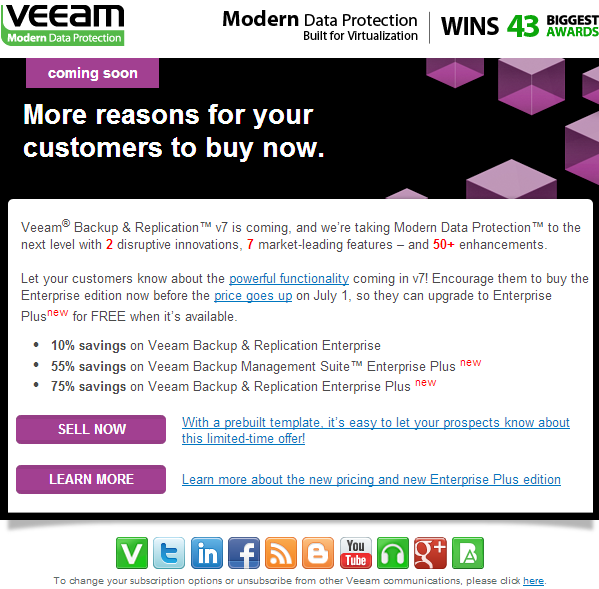 veeam
Modern Data Protection
Modern Data Protection
Built for Virtualization
WINS 43 BIGGEST AWARDS
coming soon
More reasons for your
customers to buy now.
Veeam® Backup & Replication™ v7 is coming, and we're taking Modern Data Protection™ to the
next level with 2 disruptive innovations, 7 market-leading features – and 50+ enhancements.
Let your customers know about the powerful functionality coming in v7! Encourage them to buy the
Enterprise edition now before the price goes up on July 1, so they can upgrade to Enterprise
Plusnew for FREE when it's available.
• 10% savings on Veeam Backup & Replication Enterprise
• 55% savings on Veeam Backup Management Suite™ Enterprise Plus new
• 75% savings on Veeam Backup & Replication Enterprise Plus new
SELL NOW
With a prebuilt template, it's easy to let your prospects know about
this limited-time offer!
LEARN MORE
Learn more about the new pricing and new Enterprise Plus edition
V t in f B You Tube g+ B
To change your subscription options or unsubscribe from other Veeam communications, please click here.